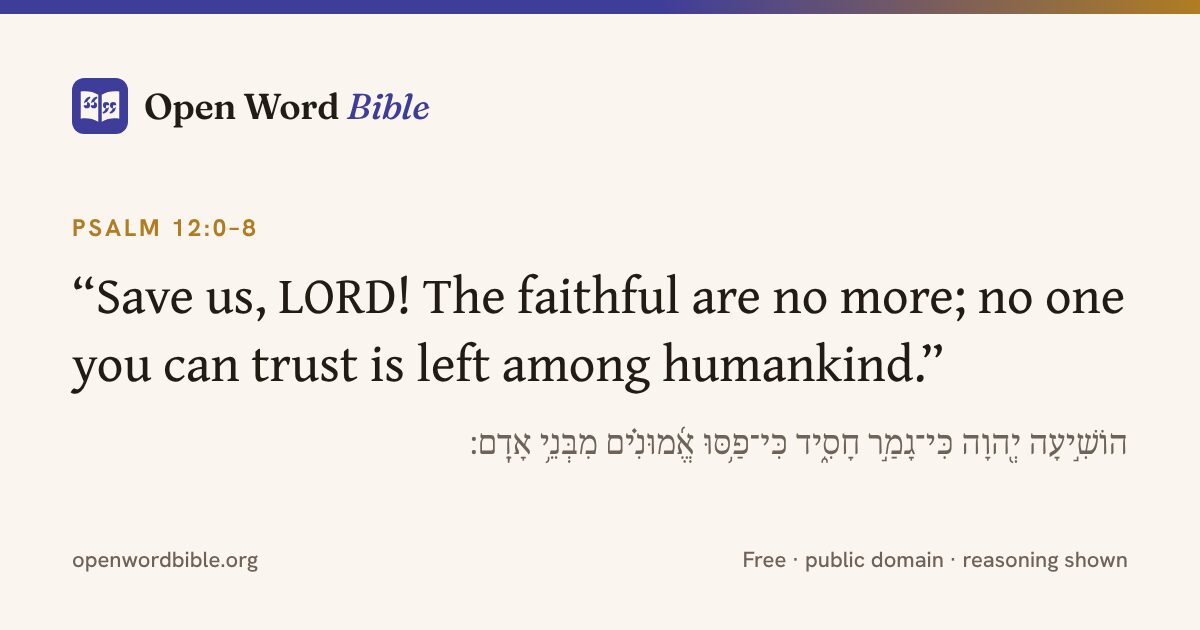 Open Word Bible
PSALM 12:0–8
“Save us, LORD! The faithful are no more; no one
you can trust is left among humankind.”
הוֹשִׁ֣יעָה יְ֭הוָה כִּי־גָמַ֣ר חָסִ֑יד כִּי־פַ֥סּוּ אֱ֝מוּנִ֗ים מִבְּנֵ֥י אָדָֽם׃
openwordbible.org
Free · public domain · reasoning shown